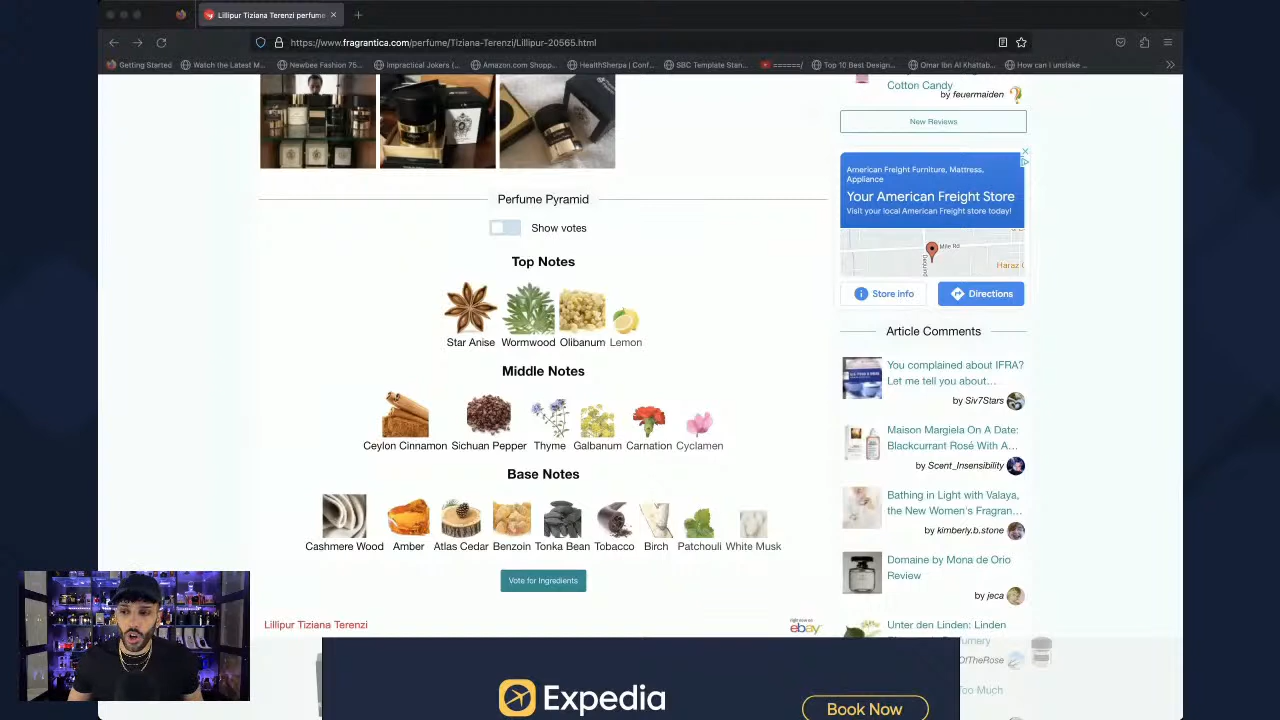 Lillipur Tiziana Terenzi perfume
https://www.fragrantica.com/perfume/Tiziana-Terenzi/Lillipur-20565.html
Getting Started
Watch the Latest M...
Newbee Fashion 75...
Impractical Jokers (...
Amazon.com Shoppi...
HealthSherpa | Conf...
SBC Template Stan...
======/
Top 10 Best Design...
Omar Ibn Al Khattab...
How can I unstake ...
Perfume Pyramid
Show votes
Top Notes
Star Anise
Wormwood
Olibanum
Lemon
Middle Notes
Ceylon Cinnamon
Sichuan Pepper
Thyme
Galbanum
Carnation
Cyclamen
Base Notes
Cashmere Wood
Amber
Atlas Cedar
Benzoin
Tonka Bean
Tobacco
Birch
Patchouli
White Musk
Vote for Ingredients
Lillipur Tiziana Terenzi
ebay
Cotton Candy
by feuermaiden
New Reviews
American Freight Furniture, Mattress,
Appliance
Your American Freight Store
Visit your local American Freight store today!
Mile Rd
Haraz
Store info
Directions
Article Comments
You complained about IFRA?
Let me tell you about...
by Siv7Stars
Maison Margiela On A Date:
Blackcurrant Rosé With A...
by Scent_Insensibility
Bathing in Light with Valaya,
the New Women's Fragran...
by kimberly.b.stone
Domaine by Mona de Orio
Review
by jeca
Unter den Linden: Linden
OfTheRose
Too Much
Expedia
Book Now